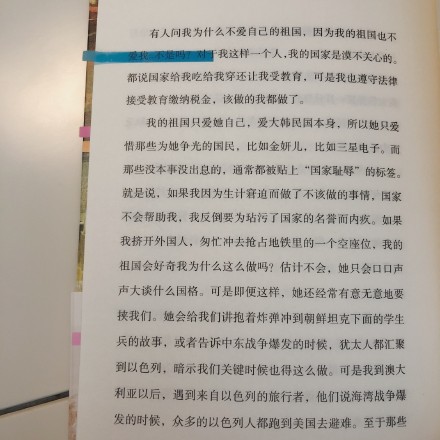 有人问我为什么不爱自己的祖国，因为我的祖国也不
爱我，不是吗？对于我这样一个人，我的国家是漠不关心的。
都说国家给我吃给我穿还让我受教育，可是我也遵守法律
接受教育缴纳税金，该做的我都做了。
我的祖国只爱她自己，爱大韩民国本身，所以她只爱
惜那些为她争光的国民，比如金妍儿，比如三星电子。而
那些没本事没出息的，通常都被贴上“国家耻辱”的标签。
就是说，如果我因为生计窘迫而做了不该做的事情，国家
不会帮助我，我反倒要为玷污了国家的名誉而内疚。如果
我挤开外国人，匆忙冲去抢占地铁里的一个空座位，我的
祖国会好奇我为什么这么做吗？估计不会，她只会口口声
声大谈什么国格。可是即便这样，她还经常有意无意地要
挟我们。她会给我们讲抱着炸弹冲到朝鲜坦克下面的学生
兵的故事，或者告诉中东战争爆发的时候，犹太人都汇聚
到以色列，暗示我们关键时候也得这么做。可是我到澳大
利亚以后，遇到来自以色列的旅行者，他们说海湾战争爆
发的时候，众多的以色列人都跑到美国去避难。至于那些